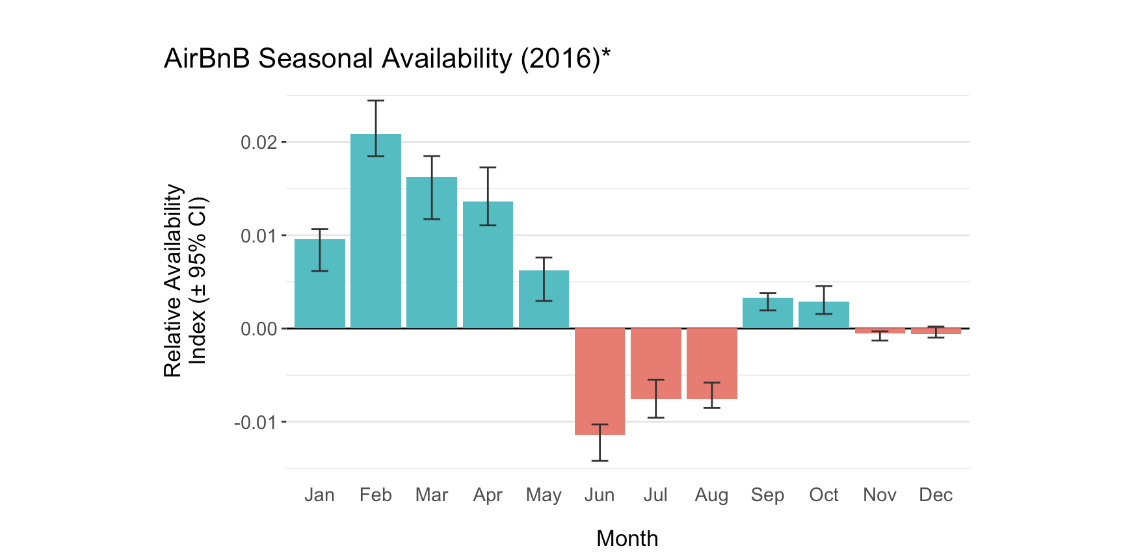 AirBnB Seasonal Availability (2016)*
Relative Availability
Index (± 95% CI)
0.02
0.01
0.00
-0.01
Jan Feb Mar Apr May Jun Jul Aug Sep Oct Nov Dec
Month